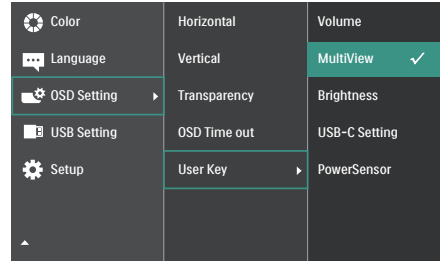 Color
Language
OSD Setting
USB Setting
Setup
Horizontal
Vertical
Transparency
OSD Time out
User Key
Volume
MultiView
Brightness
USB-C Setting
PowerSensor